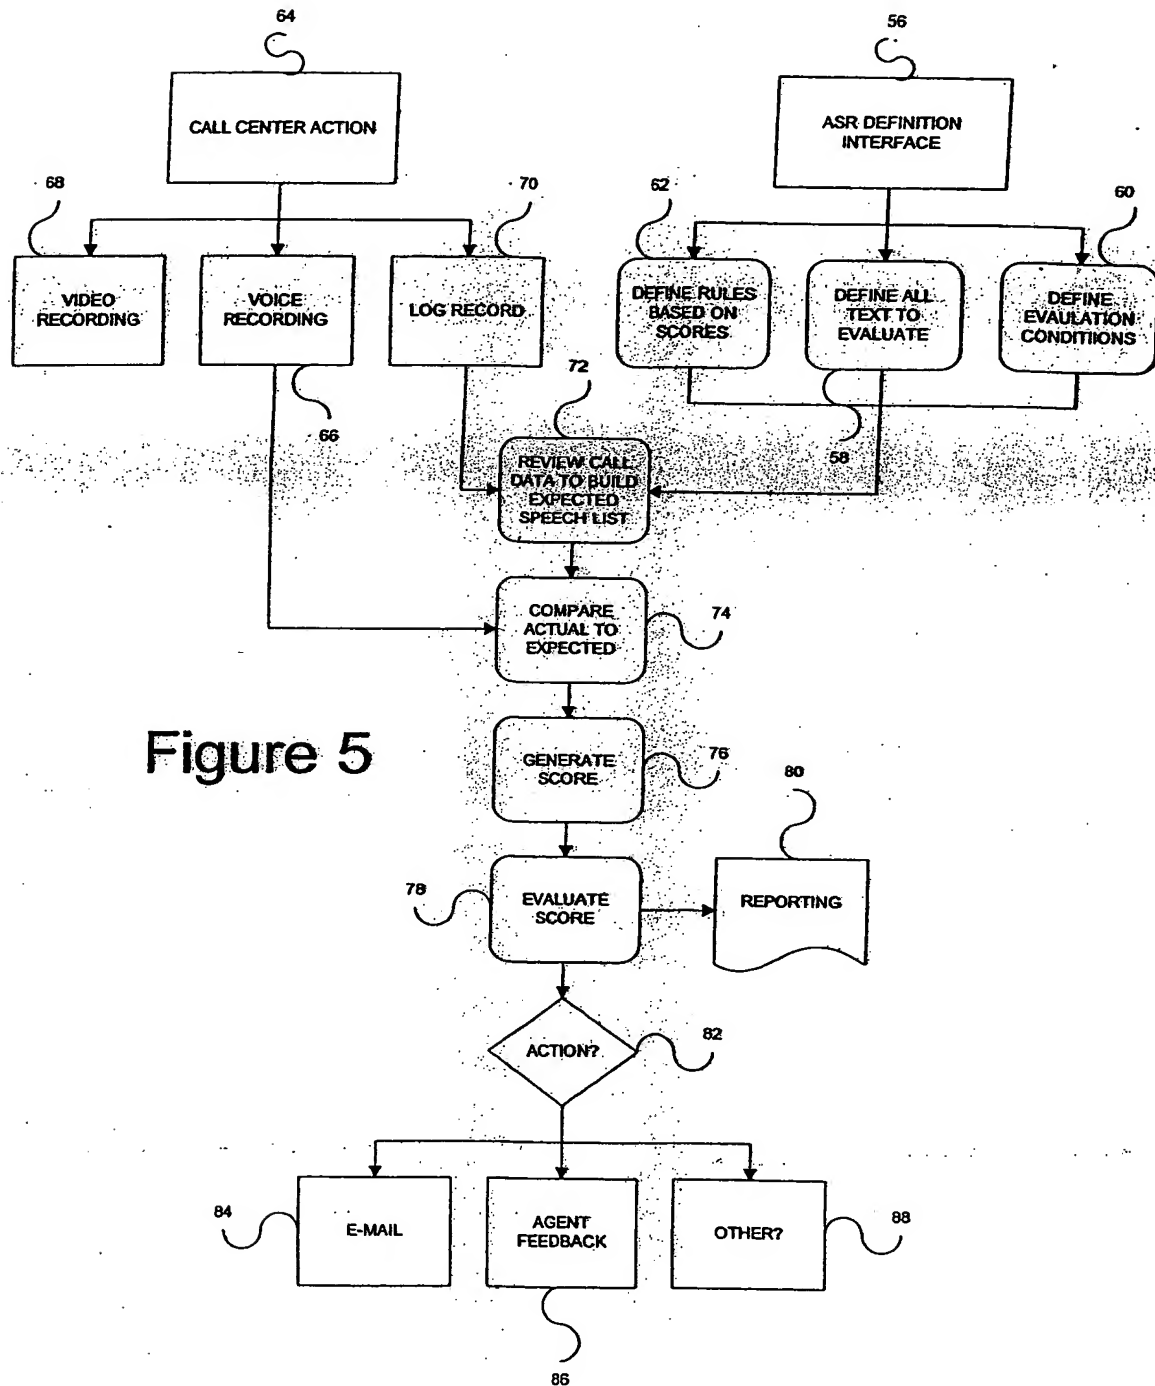 64
56
CALL CENTER ACTION
ASR DEFINITION
INTERFACE
68
70
62
60
VIDEO
RECORDING
VOICE
RECORDING
LOG RECORD
DEFINE RULES
BASED ON
SCORES
DEFINE ALL
TEXT TO
EVALUATE
DEFINE
EVAULATION
CONDITIONS
72
66
58
REVIEW CALL
DATA TO BUILD
EXPECTED
SPEECH LIST
COMPARE
ACTUAL TO
EXPECTED
74
Figure 5
GENERATE
SCORE
76
80
78
EVALUATE
SCORE
REPORTING
ACTION?
82
84
E-MAIL
AGENT
FEEDBACK
OTHER?
88
86